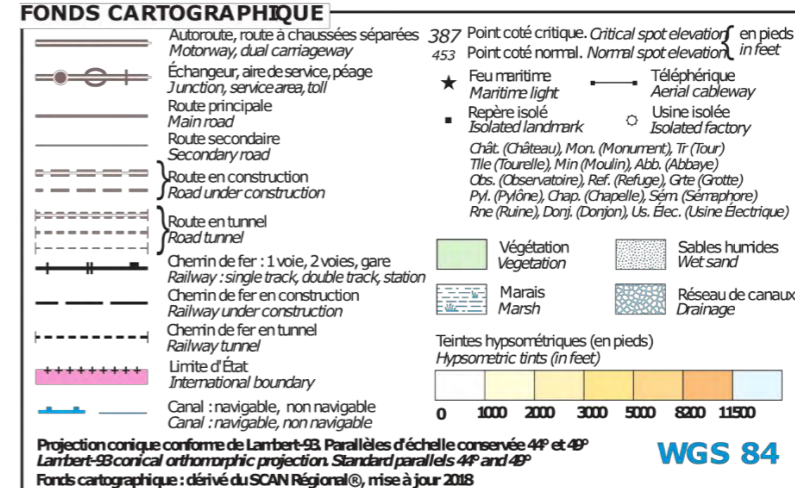 FONDS CARTOGRAPHIQUE
Autoroute, route à chaussées séparées
Motorway, dual carriageway
Échangeur, aire de service, péage
Junction, service area, toll
Route principale
Main road
Route secondaire
Secondary road
Route en construction
Road under construction
Route en tunnel
Road tunnel
Chemin de fer : 1 voie, 2 voies, gare
Railway : single track, double track, station
Chemin de fer en construction
Railway under construction
Chemin de fer en tunnel
Railway tunnel
Limite d'État
International boundary
Canal : navigable, non navigable
Canal : navigable, non navigable
387 Point coté critique. Critical spot elevation
453 Point coté normal. Normal spot elevation
en pieds
in feet
Feu maritime
Maritime light
Téléphérique
Aerial cableway
Repère isolé
Isolated landmark
Usine isolée
Isolated factory
Chât. (Château), Mon. (Monument), Tr (Tour)
Tlle (Tourelle), Min (Moulin), Abb. (Abbaye)
Obs. (Observatoire), Ref. (Refuge), Grte (Grotte)
Pyl. (Pylône), Chap. (Chapelle), Sém. (Sémaphore)
Rne (Ruine), Donj. (Donjon), Us. Élec. (Usine Électrique)
Végétation
Vegetation
Sables humides
Wet sand
Marais
Marsh
Réseau de canaux
Drainage
Teintes hypsométriques (en pieds)
Hypsometric tints (in feet)
0 1000 2000 3000 5000 8200 11500
Projection conique conforme de Lambert-93. Parallèles d'échelle conservée 44° et 49°
Lambert-93 conical orthomorphic projection. Standard parallels 44° and 49°
Fonds cartographique : dérivé du SCAN Régional®, mise à jour 2018
WGS 84